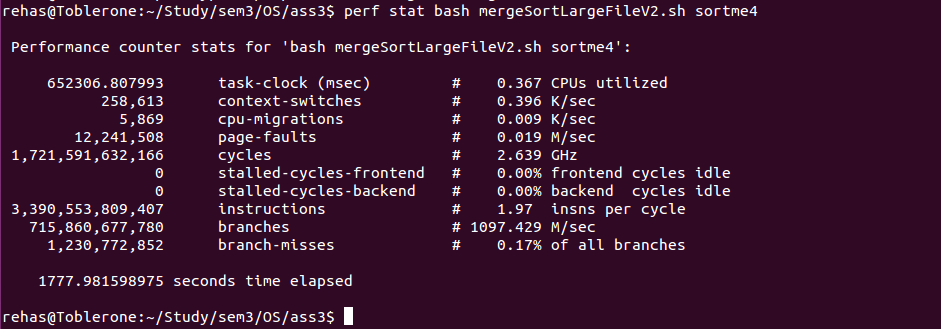 rehas@Toblerone:~/Study/sem3/OS/ass3$ perf stat bash mergeSortLargeFileV2.sh sortme4
Performance counter stats for 'bash mergeSortLargeFileV2.sh sortme4':
652306.807993 task-clock (msec) # 0.367 CPUs utilized
258,613 context-switches # 0.396 K/sec
5,869 cpu-migrations # 0.009 K/sec
12,241,508 page-faults # 0.019 M/sec
1,721,591,632,166 cycles # 2.639 GHz
0 stalled-cycles-frontend # 0.00% frontend cycles idle
0 stalled-cycles-backend # 0.00% backend cycles idle
3,390,553,809,407 instructions # 1.97 insns per cycle
715,860,677,780 branches # 1097.429 M/sec
1,230,772,852 branch-misses # 0.17% of all branches
1777.981598975 seconds time elapsed
rehas@Toblerone:~/Study/sem3/OS/ass3$